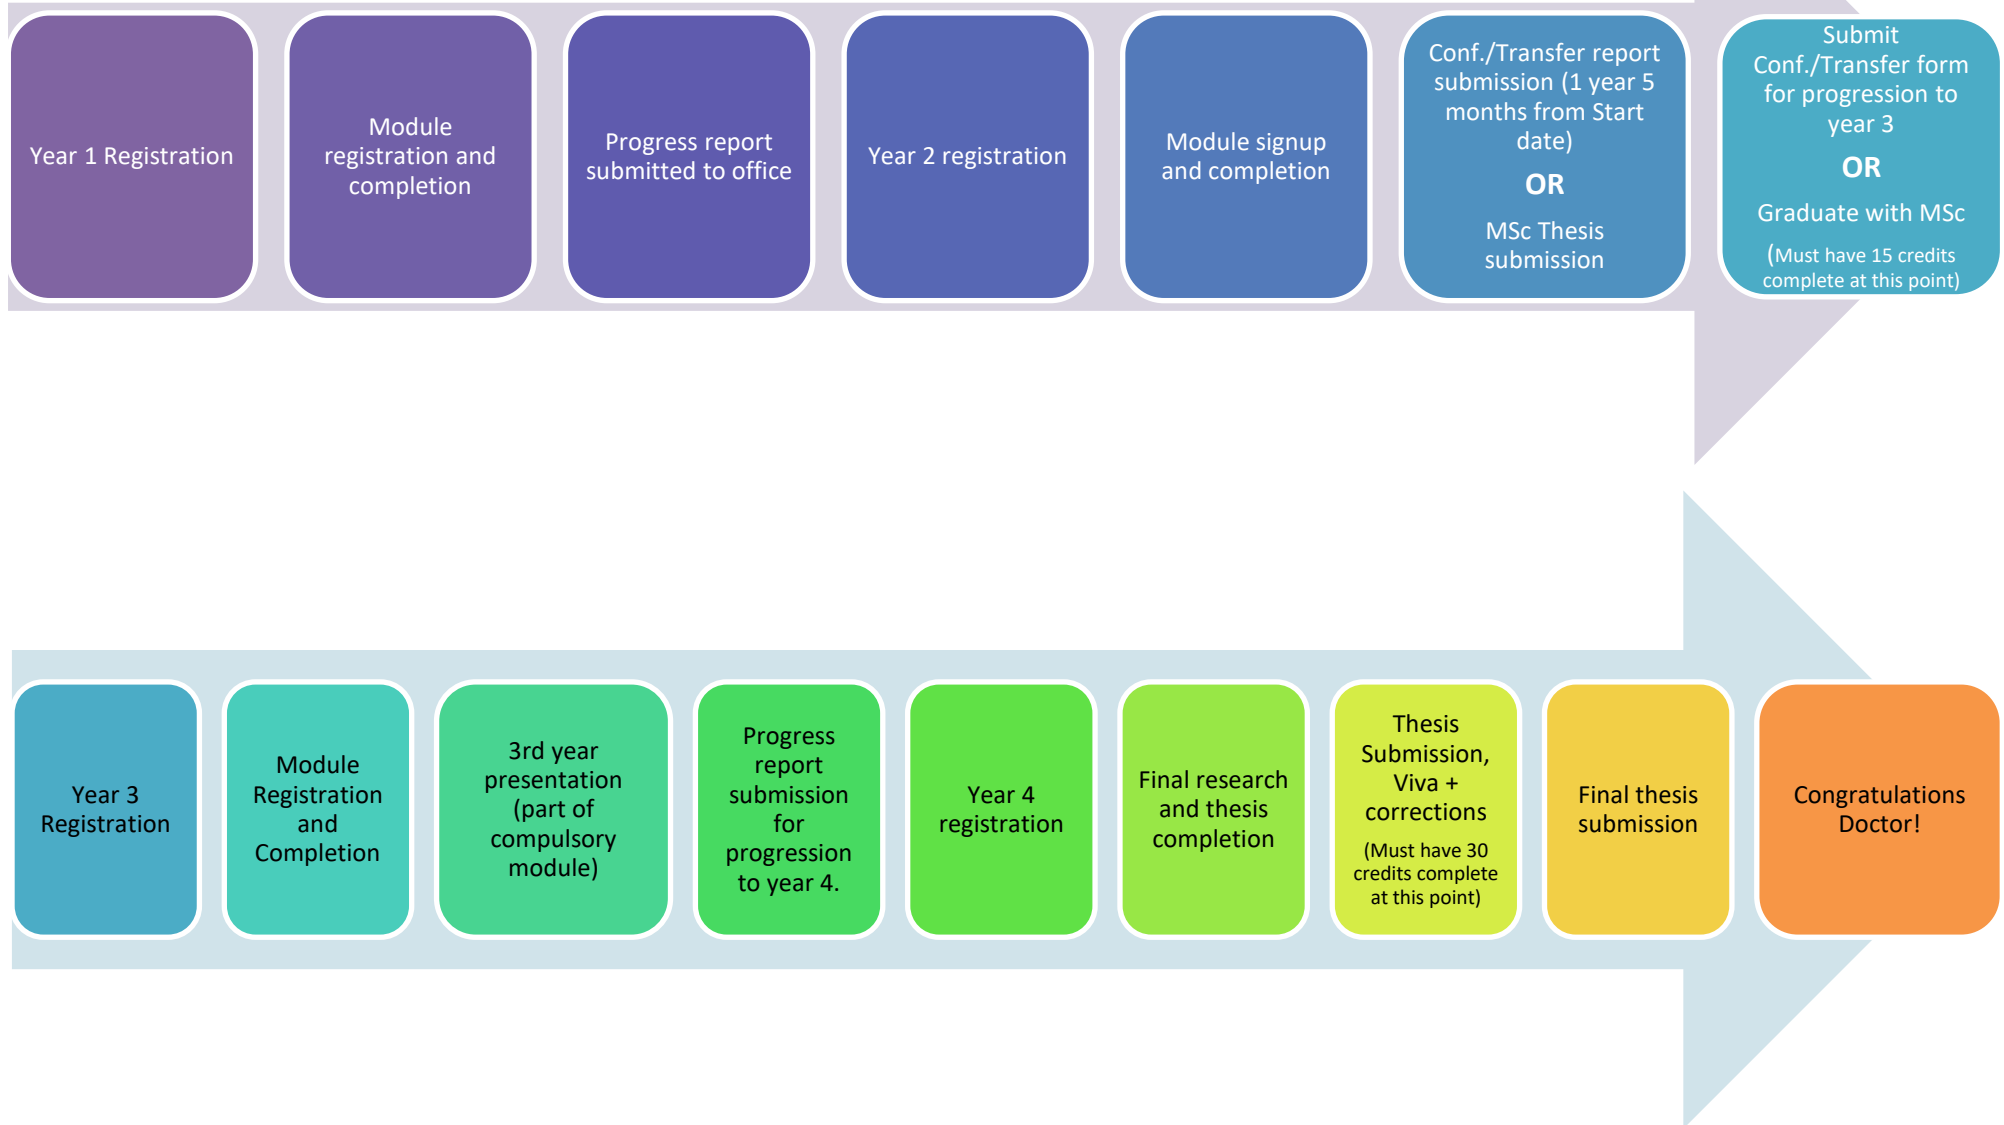 Year 1 Registration
Module
registration and
completion
Progress report
submitted to office
Year 2 registration
Module signup
and completion
Conf./Transfer report
submission (1 year 5
months from Start
date)
OR
MSc Thesis
submission
Submit
Conf./Transfer form
for progression to
year 3
OR
Graduate with MSc
(Must have 15 credits
complete at this point)
Year 3
Registration
Module
Registration
and
Completion
3rd year
presentation
(part of
compulsory
module)
Progress
report
submission
for
progression
to year 4.
Year 4
registration
Final research
and thesis
completion
Thesis
Submission,
Viva +
corrections
(Must have 30
credits complete
at this point)
Final thesis
submission
Congratulations
Doctor!